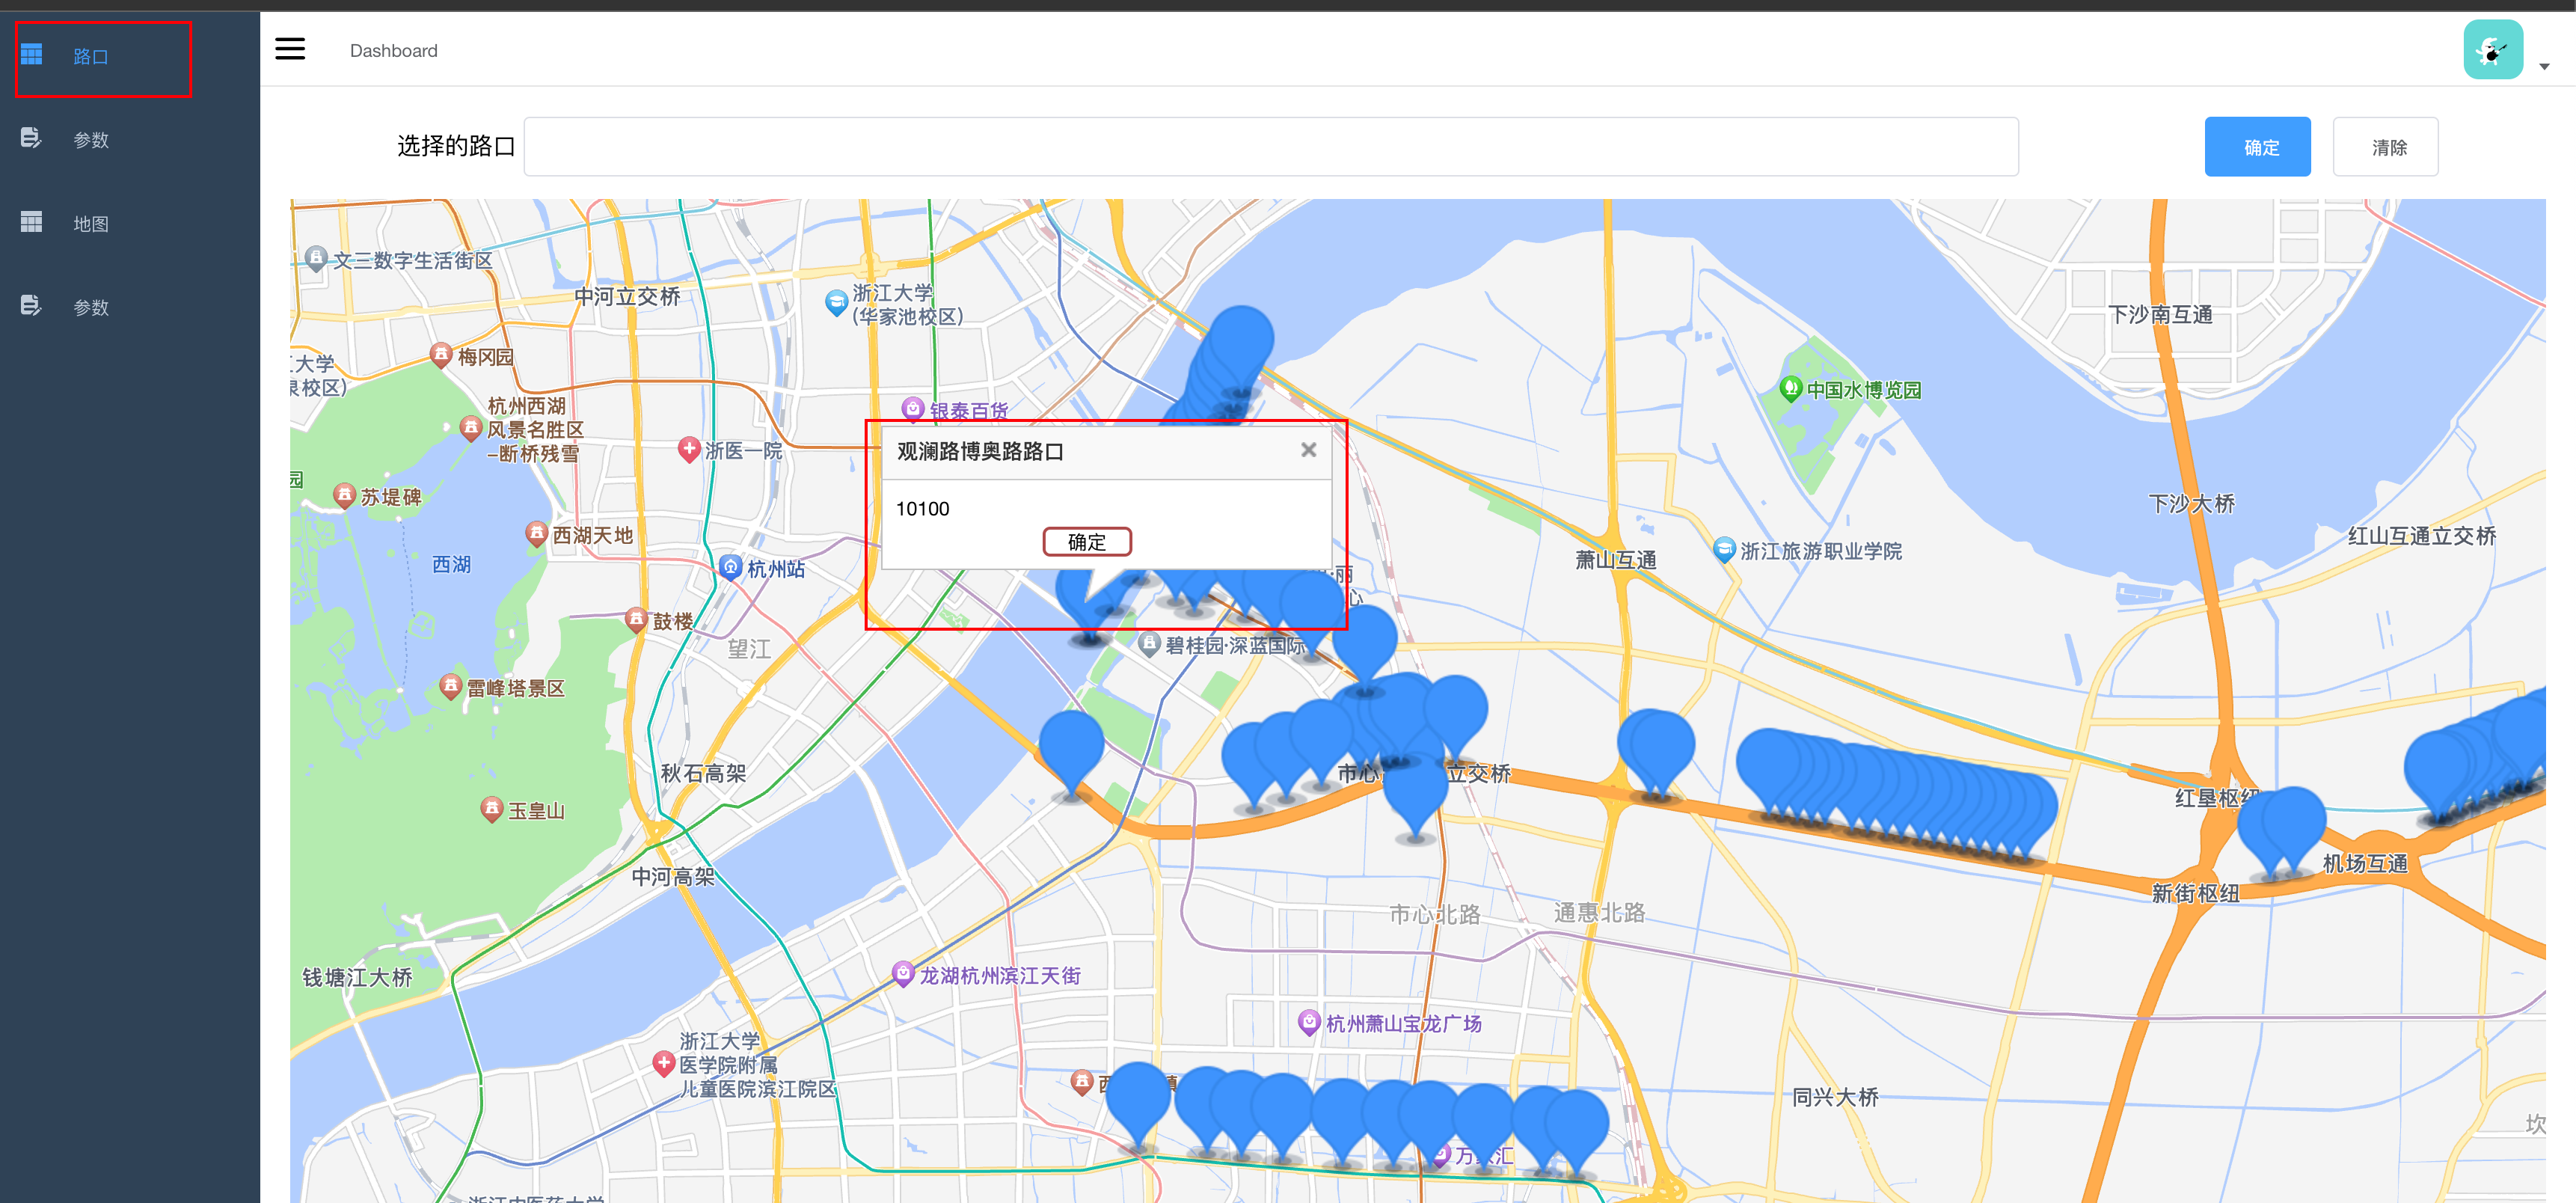 路口
参数
地图
参数
Dashboard
选择的路口
确定
清除
文三数字生活街区
中河立交桥
浙江大学
(华家池校区)
下沙南互通
大学
泉校区)
梅冈园
中国水博览园
杭州西湖
风景名胜区
–断桥残雪
银泰百货
浙医一院
观澜路博奥路路口
10100
确定
园
苏堤碑
下沙大桥
西湖天地
红山互通立交桥
浙江旅游职业学院
萧山互通
西湖
杭州站
丽
心
鼓楼
望江
碧桂园·深蓝国际
雷峰塔景区
秋石高架
市心
立交桥
红垦枢纽
玉皇山
机场互通
中河高架
新街枢纽
市心北路
通惠北路
钱塘江大桥
龙湖杭州滨江天街
杭州萧山宝龙广场
浙江大学
医学院附属
儿童医院滨江院区
西
镇
同兴大桥
坎
万
汇
浙江中医药大学